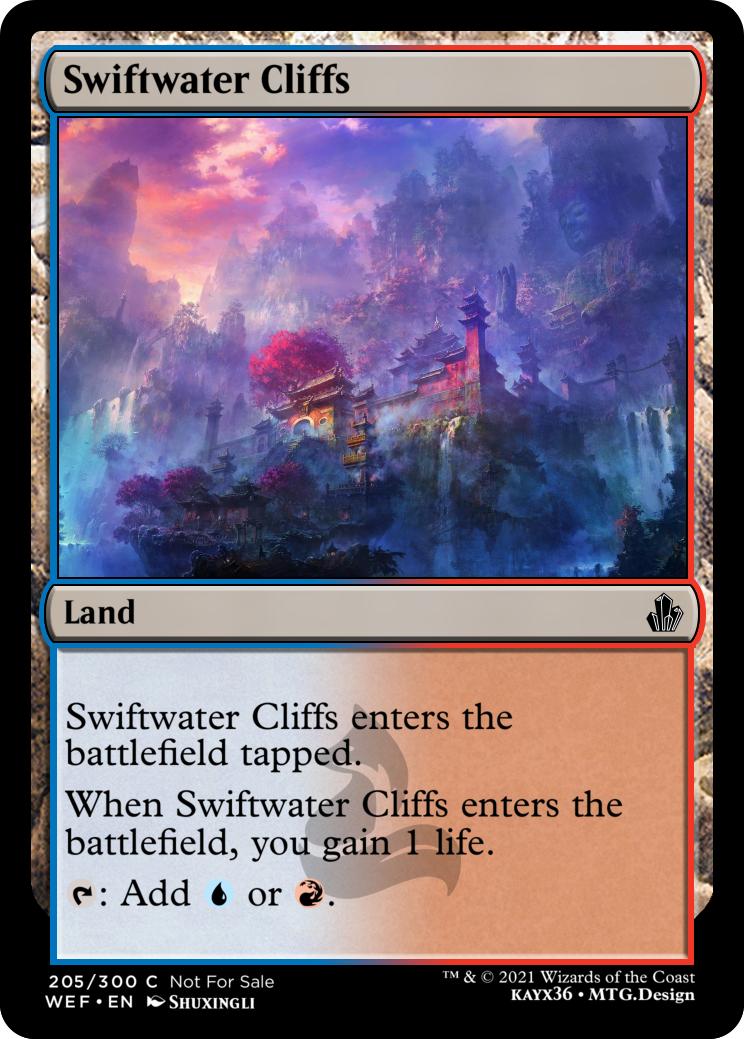 Swiftwater Cliffs
Land
Swiftwater Cliffs enters the
battlefield tapped.
When Swiftwater Cliffs enters the
battlefield, you gain 1 life.
: Add or .
205/300 C Not For Sale
WEF • EN SHUXINGLI
™ & © 2021 Wizards of the Coast
KAYX36 • MTG.Design